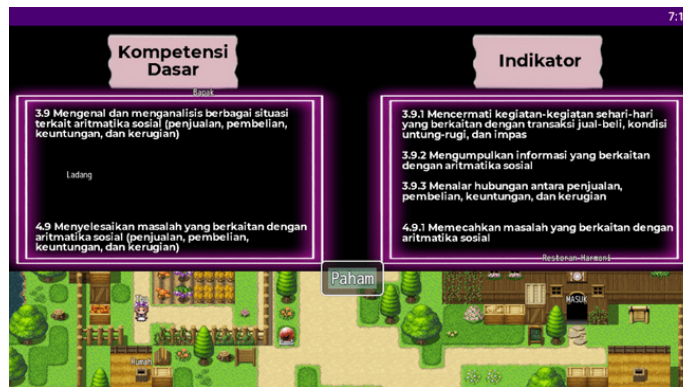 7:1
Kompetensi
Dasar
Indikator
Bapak
3.9 Mengenal dan menganalisis berbagai situasi
terkait aritmatika sosial (penjualan, pembelian,
keuntungan, dan kerugian)
Ladang
4.9 Menyelesaikan masalah yang berkaitan dengan
aritmatika sosial (penjualan, pembelian,
keuntungan, dan kerugian)
3.9.1 Mencermati kegiatan-kegiatan sehari-hari
yang berkaitan dengan transaksi jual-beli, kondisi
untung-rugi, dan impas
3.9.2 Mengumpulkan informasi yang berkaitan
dengan aritmatika sosial
3.9.3 Menalar hubungan antara penjualan,
pembelian, keuntungan, dan kerugian
4.9.1 Memecahkan masalah yang berkaitan dengan
aritmatika sosial
Restoran Harmoni
Paham
MASUK
Rumah